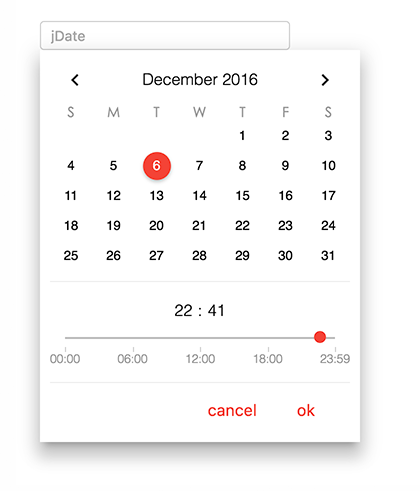 jDate
December 2016
S M T W T F S
1 2 3
4 5 6 7 8 9 10
11 12 13 14 15 16 17
18 19 20 21 22 23 24
25 26 27 28 29 30 31
22 : 41
00:00 06:00 12:00 18:00 23:59
cancel ok